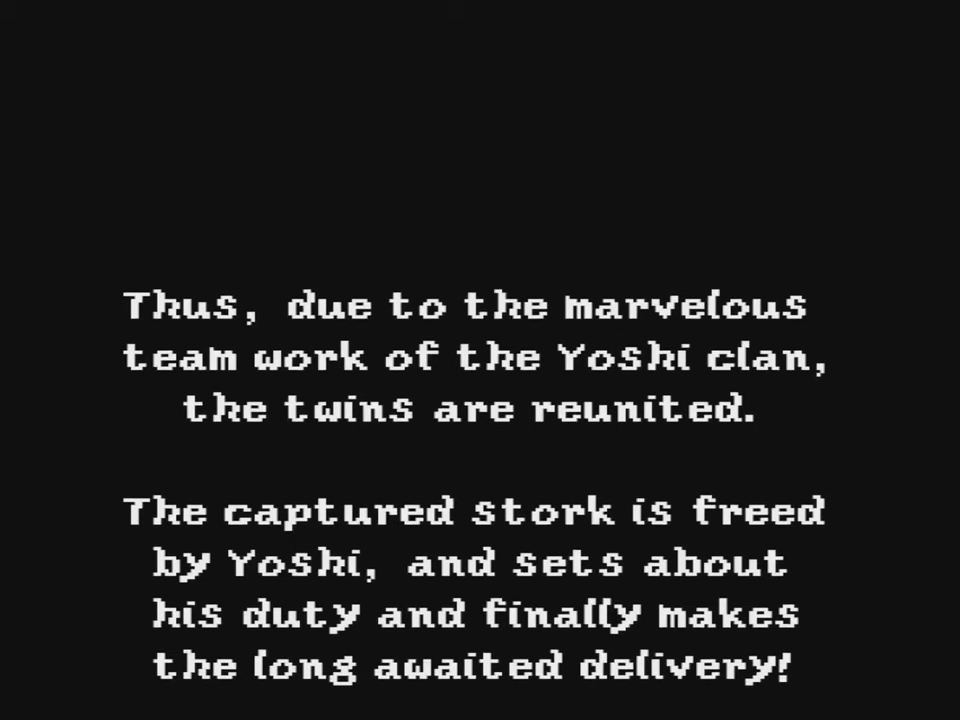 Thus, due to the marvelous
team work of the Yoshi clan,
the twins are reunited.
The captured stork is freed
by Yoshi, and sets about
his duty and finally makes
the long awaited delivery!